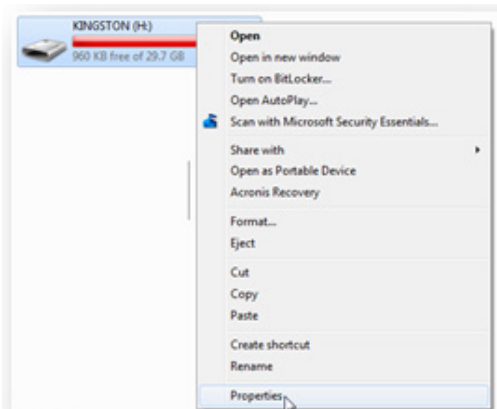 KINGSTON (H:)
960 KB free of 29.7 GB
Open
Open in new window
Turn on BitLocker...
Open AutoPlay...
Scan with Microsoft Security Essentials...
Share with
Open as Portable Device
Acronis Recovery
Format...
Eject
Cut
Copy
Paste
Create shortcut
Rename
Properties